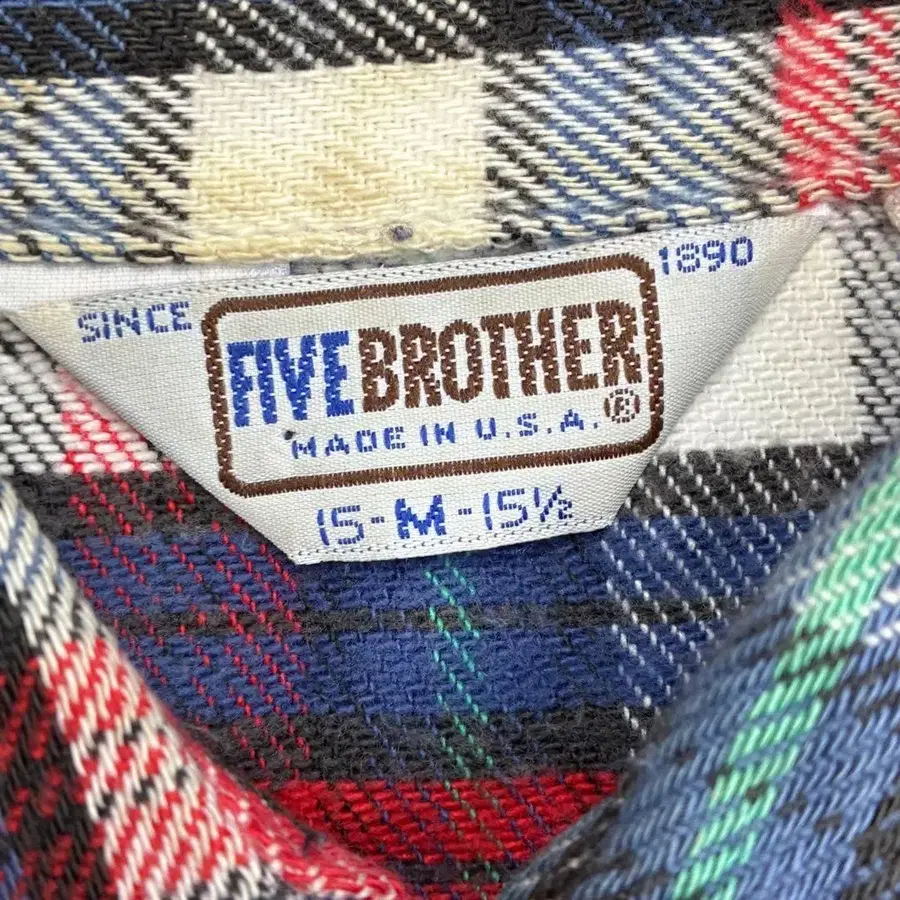 SINCE 1890
FIVE BROTHER
MADE IN U.S.A. ®
15-M-15½